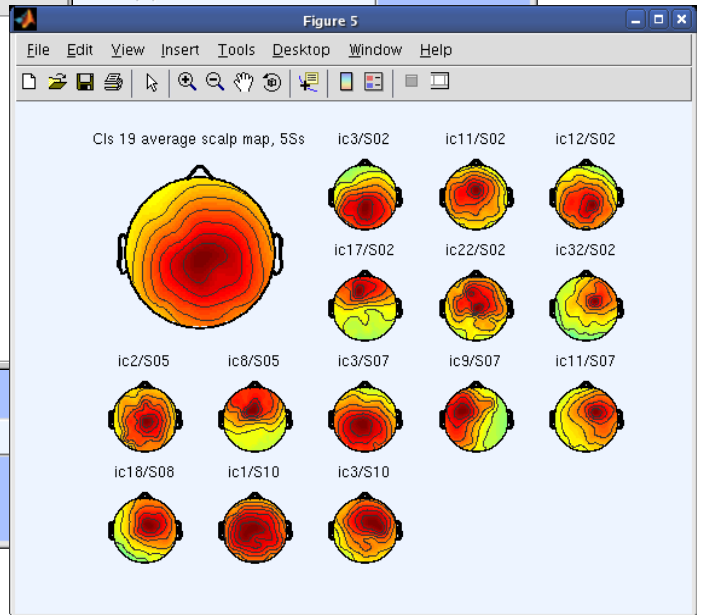 Figure 5
File Edit View Insert Tools Desktop Window Help
Cls 19 average scalp map, 5Ss
ic3/S02
ic11/S02
ic12/S02
ic17/S02
ic22/S02
ic32/S02
ic2/S05
ic8/S05
ic3/S07
ic9/S07
ic11/S07
ic18/S08
ic1/S10
ic3/S10